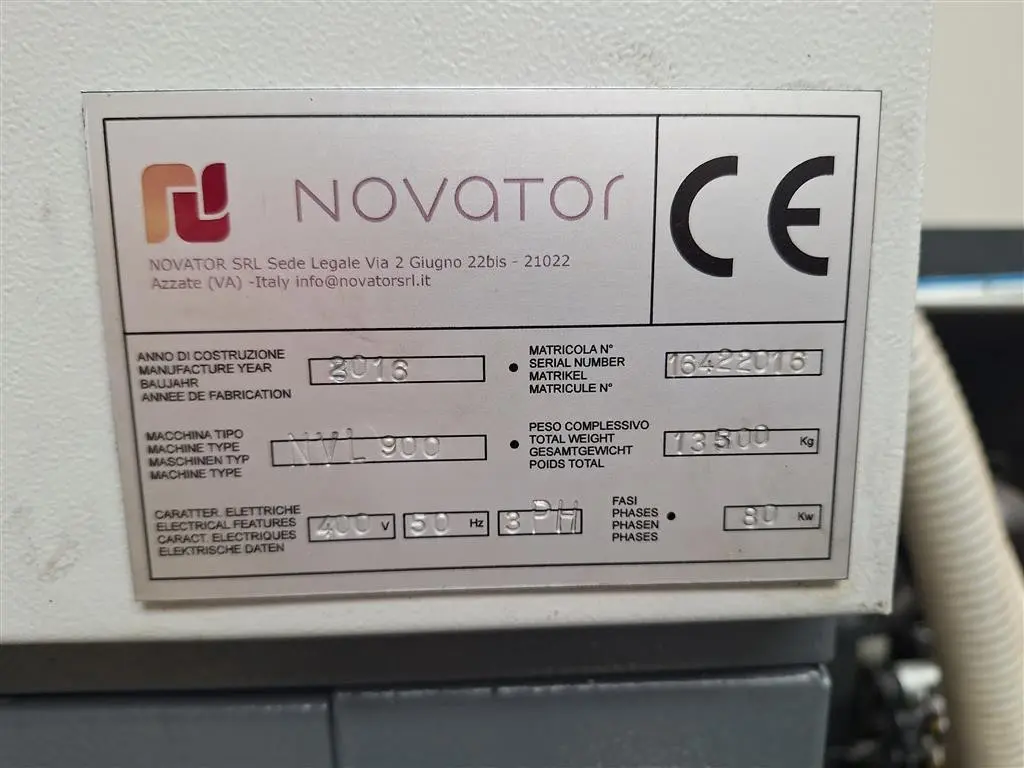 NOVATOR
NOVATOR SRL Sede Legale Via 2 Giugno 22bis - 21022
Azzate (VA) -Italy info@novatorsrl.it
CE
ANNO DI COSTRUZIONE
MANUFACTURE YEAR
BAUJAHR
ANNEE DE FABRICATION
2016
MATRICOLA N°
SERIAL NUMBER
MATRIKEL
MATRICULE N°
16422016
MACCHINA TIPO
MACHINE TYPE
MASCHINEN TYP
MACHINE TYPE
NVL 900
PESO COMPLESSIVO
TOTAL WEIGHT
GESAMTGEWICHT
POIDS TOTAL
13500 Kg
CARATTER. ELETTRICHE
ELECTRICAL FEATURES
CARACT. ELECTRIQUES
ELEKTRISCHE DATEN
400 V
50 Hz
3 PH
FASI
PHASES
PHASEN
PHASES
80 Kw